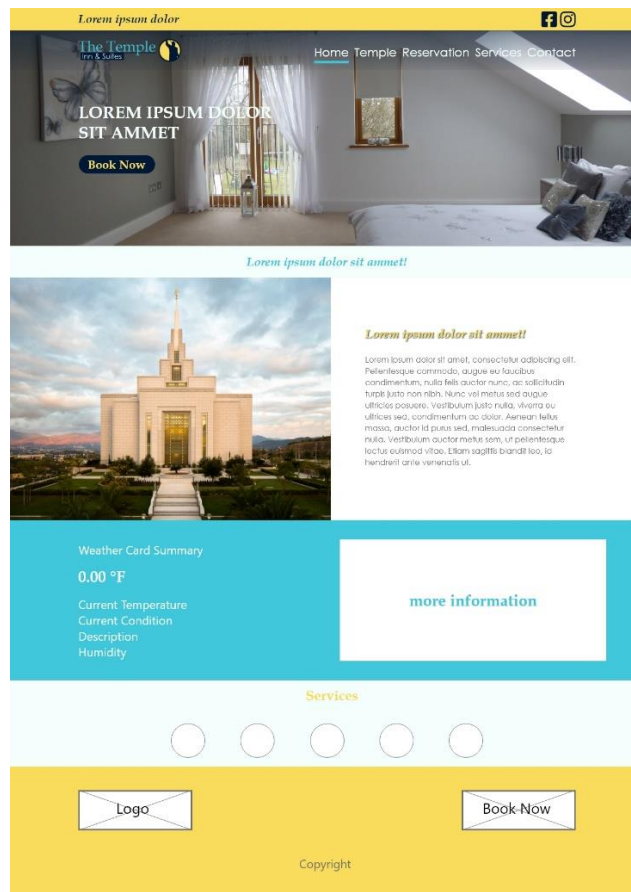 Lorem ipsum dolor
The Temple
Inn & Suites
Home Temple Reservation Services Contact
LOREM IPSUM DOLOR
SIT AMMET
Book Now
Lorem ipsum dolor sit ammet!
Lorem ipsum dolor sit ammet!
Lorem ipsum dolor sit amet, consectetur adipiscing elit.
Pellentesque commodo, augue eu faucibus
condimentum, nulla felis auctor nunc, ac sollicitudin
turpis justo non nibh. Nunc vel metus sed augue
ultricies posuere. Vestibulum justo nulla, viverra eu
ultrices sed, condimentum ac dolor. Aenean tellus
massa, auctor id purus sed, malesuada consectetur
nulla. Vestibulum auctor metus sem, ut pellentesque
lectus euismod vitae. Etiam sagittis blandit leo, id
hendrerit ante venenatis ut.
Weather Card Summary
0.00 °F
Current Temperature
Current Condition
Description
Humidity
more information
Services
Logo
Book Now
Copyright